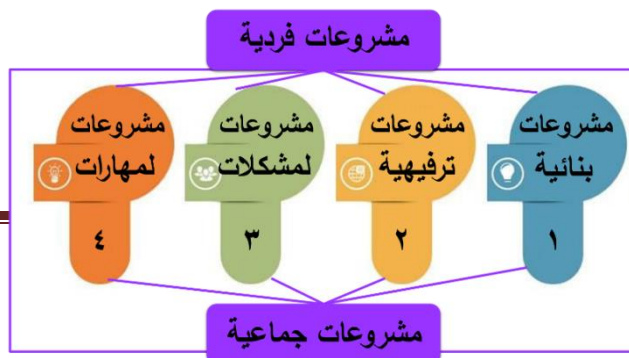 مشروعات فردية
مشروعات
بنائية
١
مشروعات
ترفيهية
٢
مشروعات
لمشكلات
٣
مشروعات
لمهارات
٤
مشروعات جماعية